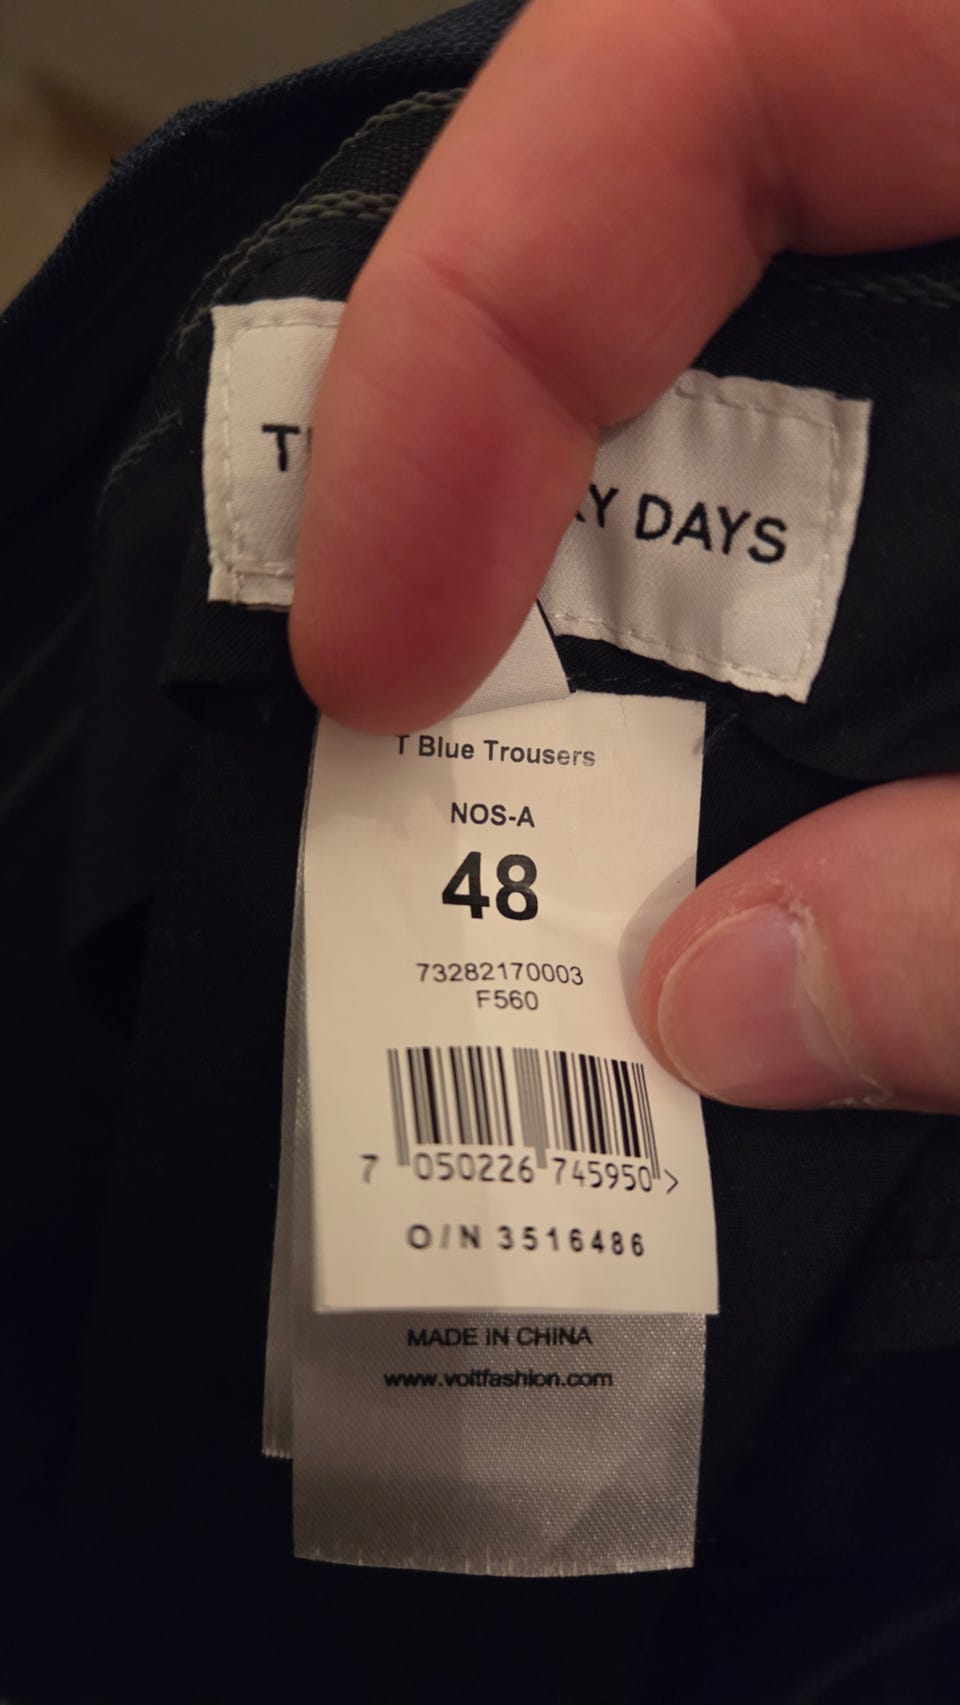 DAYS
T Blue Trousers
NOS-A
48
73282170003
F560
7 050226 745950 >
O/N 3516486
MADE IN CHINA
www.voltfashion.com